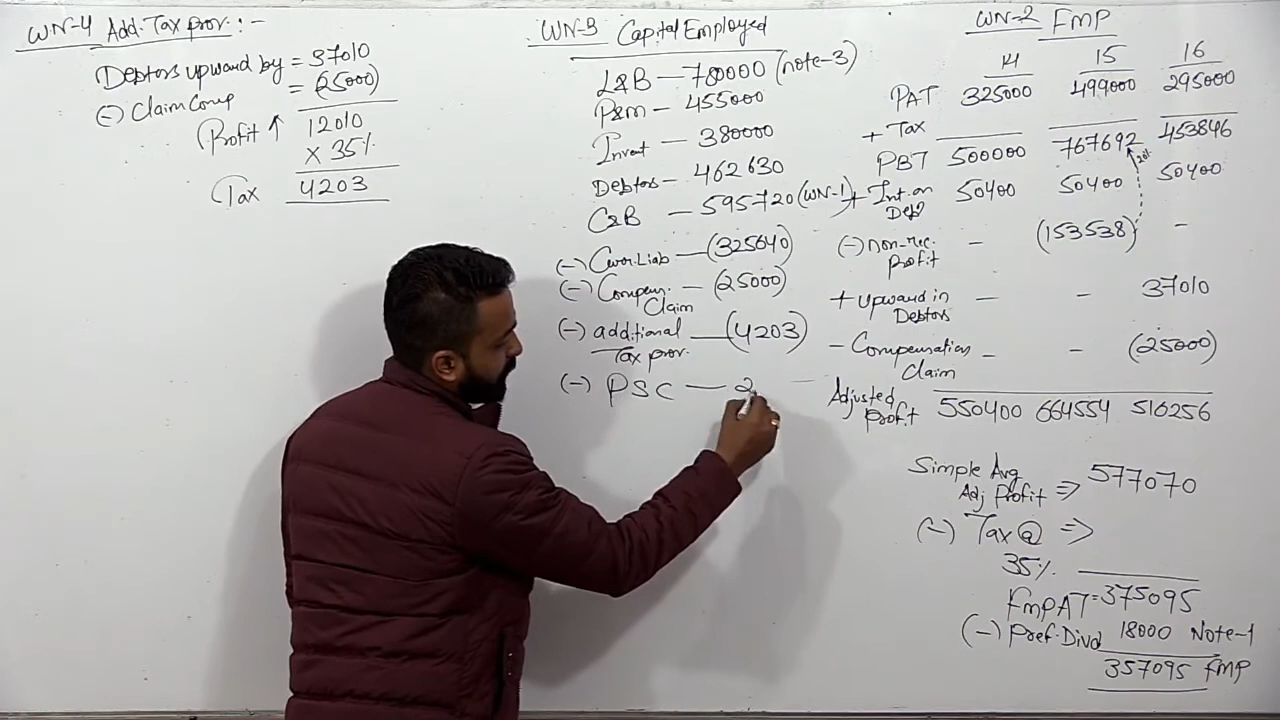 WN-4 Add. Tax prov. :-
Debtors upward by = 37010
(-) Claim Comp = (25000)
Profit ↑ 12010
X 35%
Tax 4203
WN-3 Capital Employed
L&B — 780000 (note-3)
P&M — 455000
Invent — 380000
Debtors — 462630
C&B — 595720 (WN-1)
(-) Curr. Liab — (325640)
(-) Compen. Claim — (25000)
(-) additional Tax prov. — (4203)
(-) PSC — 2
WN-2 FMP
14 15 16
PAT 325000 499000 295000
+ Tax
PBT 500000 767692 453846
20%
+ Int. on Deb? 50400 50400 50400
(-) non-rec. profit - (153538) -
+ upward in Debtors - - 37010
- Compensation Claim - - (25000)
Adjusted Profit 550400 664554 516256
Simple Avg
Adj Profit => 577070
(-) Tax @ =>
35%
FMPAT = 375095
(-) Pref. Divd 18000 Note-1
357095 FMP